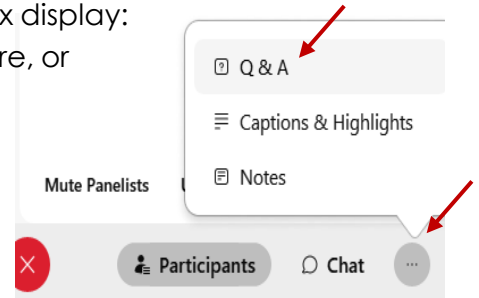 x display:
re, or
Q & A
Captions & Highlights
Notes
Mute Panelists
Participants
Chat